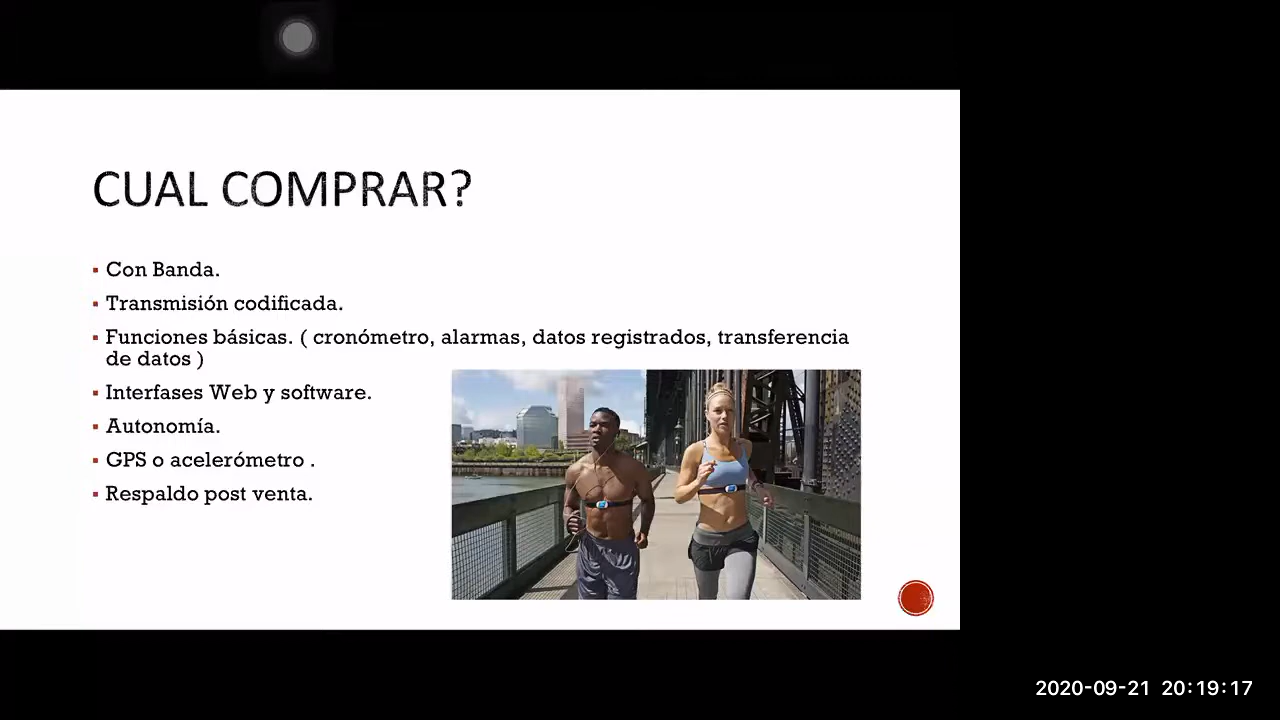 CUAL COMPRAR?
Con Banda.
Transmisión codificada.
Funciones básicas. ( cronómetro, alarmas, datos registrados, transferencia
de datos )
Interfases Web y software.
Autonomía.
GPS o acelerómetro .
Respaldo post venta.
2020-09-21 20:19:17